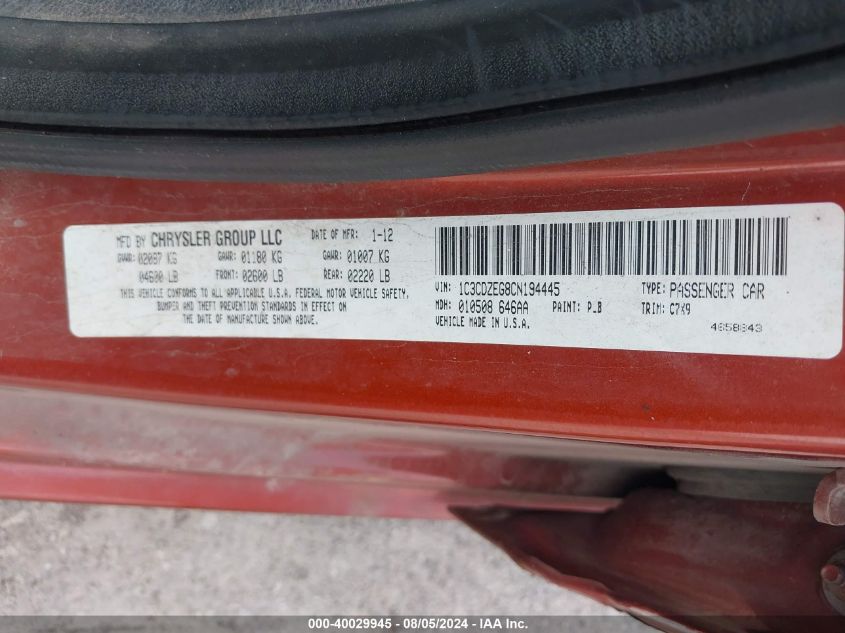 MFD BY CHRYSLER GROUP LLC DATE OF MFR: 1-12
GVWR: 02087 KG GAWR: 01180 KG GAWR: 01007 KG
04600 LB FRONT: 02600 LB REAR: 02220 LB
THIS VEHICLE CONFORMS TO ALL APPLICABLE U.S.A. FEDERAL MOTOR VEHICLE SAFETY,
BUMPER AND THEFT PREVENTION STANDARDS IN EFFECT ON
THE DATE OF MANUFACTURE SHOWN ABOVE.
VIN: 1C3CDZEG8CN194445 TYPE: PASSENGER CAR
MDH: 010508 646AA PAINT: P_B TRIM: C7K9
VEHICLE MADE IN U.S.A. 4658843
000-40029945 - 08/05/2024 - IAA Inc.